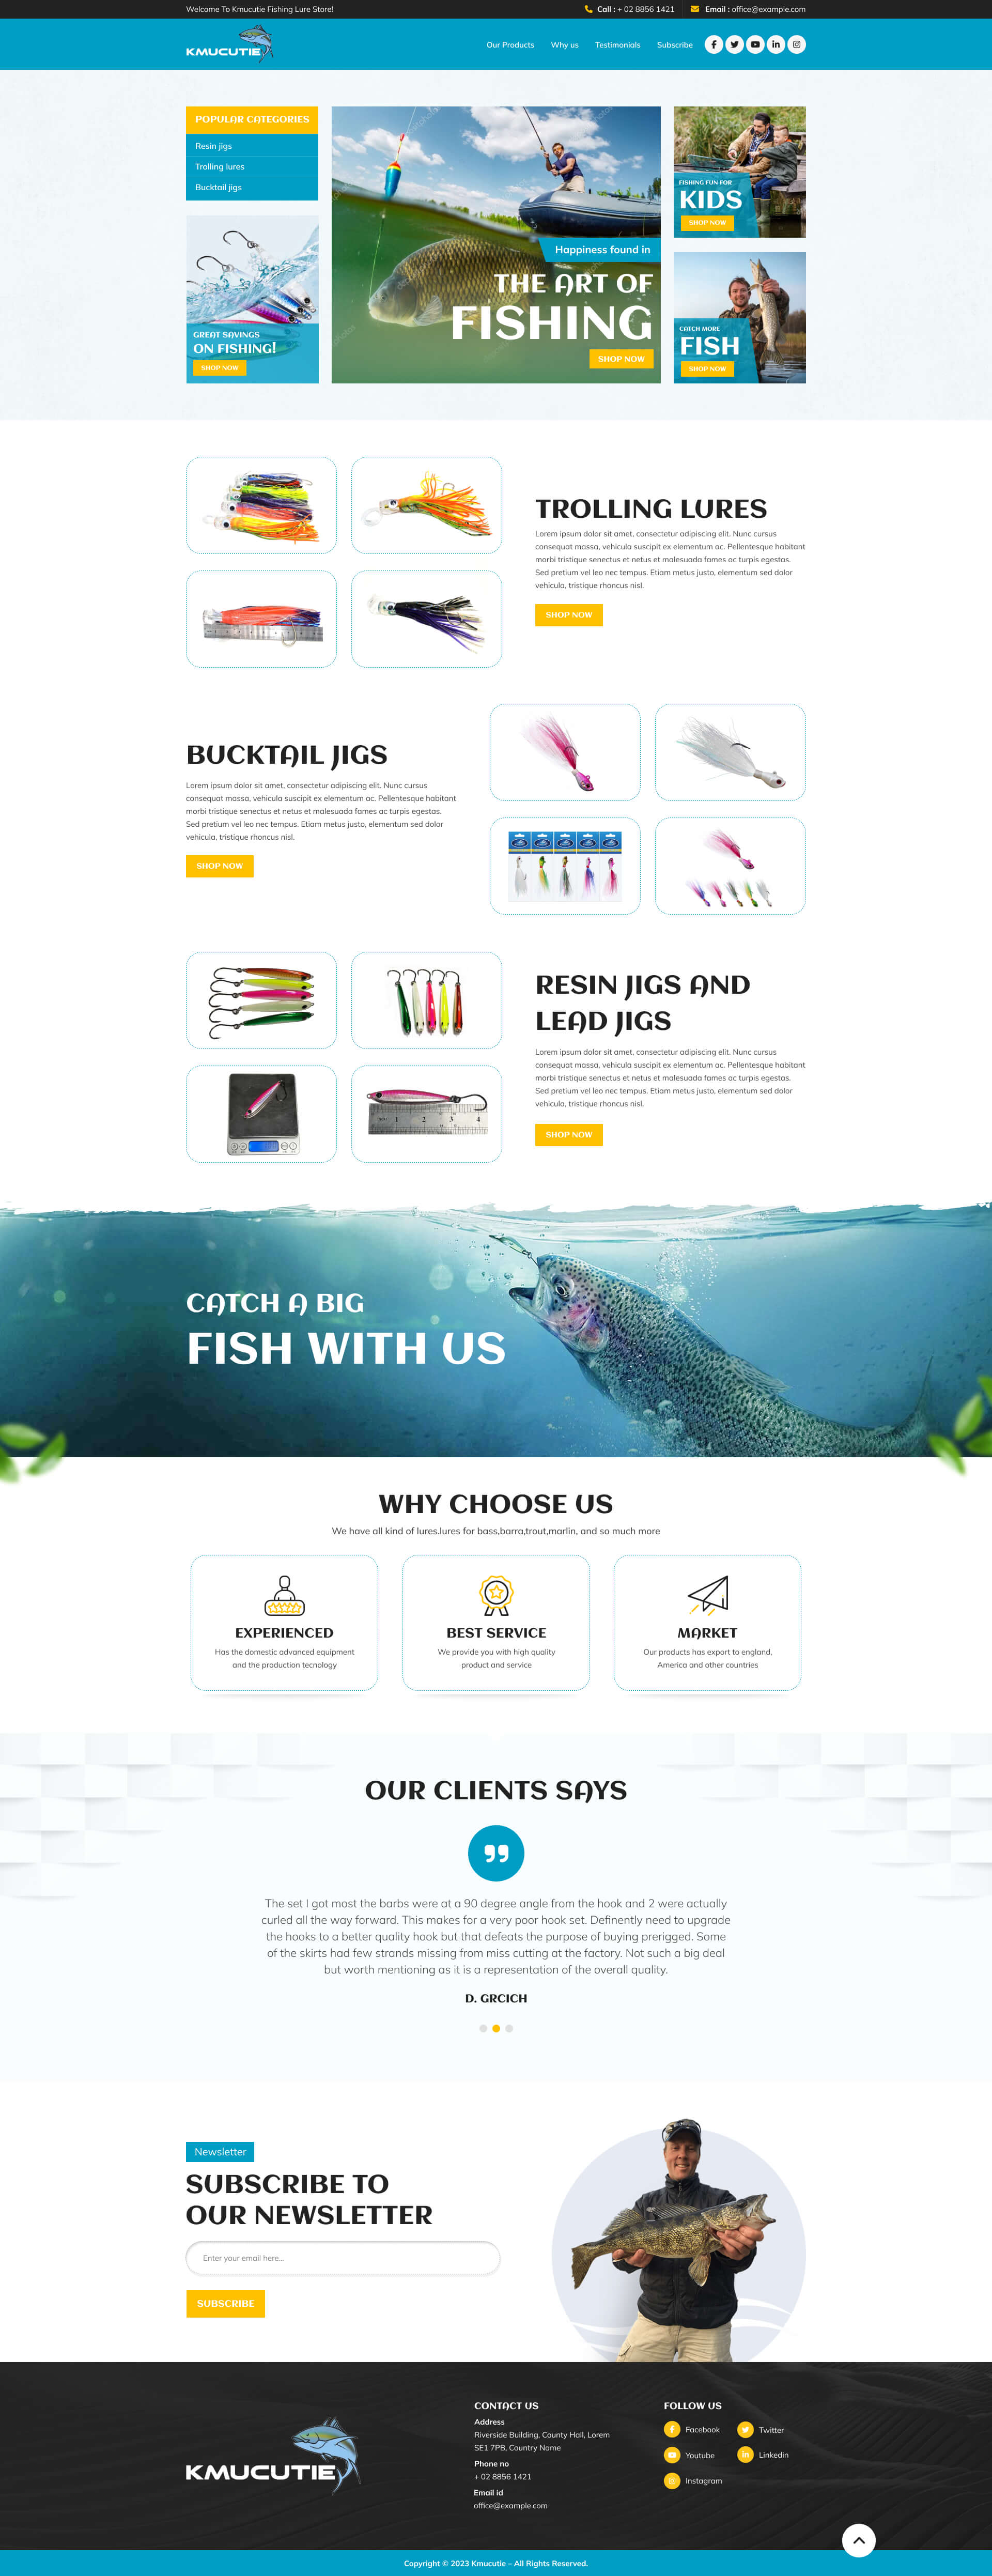 Welcome To Kmucutie Fishing Lure Store!
Call : + 02 8856 1421
Email : office@example.com
KMUCUTIE
Our Products
Why us
Testimonials
Subscribe
POPULAR CATEGORIES
Resin jigs
Trolling lures
Bucktail jigs
GREAT SAVINGS
ON FISHING!
SHOP NOW
Happiness found in
THE ART OF
FISHING
SHOP NOW
FISHING FUN FOR
KIDS
SHOP NOW
CATCH MORE
FISH
SHOP NOW
TROLLING LURES
Lorem ipsum dolor sit amet, consectetur adipiscing elit. Nunc cursus
consequat massa, vehicula suscipit ex elementum ac. Pellentesque habitant
morbi tristique senectus et netus et malesuada fames ac turpis egestas.
Sed pretium vel leo nec tempus. Etiam metus justo, elementum sed dolor
vehicula, tristique rhoncus nisl.
SHOP NOW
BUCKTAIL JIGS
Lorem ipsum dolor sit amet, consectetur adipiscing elit. Nunc cursus
consequat massa, vehicula suscipit ex elementum ac. Pellentesque habitant
morbi tristique senectus et netus et malesuada fames ac turpis egestas.
Sed pretium vel leo nec tempus. Etiam metus justo, elementum sed dolor
vehicula, tristique rhoncus nisl.
SHOP NOW
1 2 3 4
RESIN JIGS AND
LEAD JIGS
Lorem ipsum dolor sit amet, consectetur adipiscing elit. Nunc cursus
consequat massa, vehicula suscipit ex elementum ac. Pellentesque habitant
morbi tristique senectus et netus et malesuada fames ac turpis egestas.
Sed pretium vel leo nec tempus. Etiam metus justo, elementum sed dolor
vehicula, tristique rhoncus nisl.
SHOP NOW
CATCH A BIG
FISH WITH US
WHY CHOOSE US
We have all kind of lures.lures for bass,barra,trout,marlin, and so much more
EXPERIENCED
Has the domestic advanced equipment
and the production tecnology
BEST SERVICE
We provide you with high quality
product and service
MARKET
Our products has export to england,
America and other countries
OUR CLIENTS SAYS
The set I got most the barbs were at a 90 degree angle from the hook and 2 were actually
curled all the way forward. This makes for a very poor hook set. Definently need to upgrade
the hooks to a better quality hook but that defeats the purpose of buying prerigged. Some
of the skirts had few strands missing from miss cutting at the factory. Not such a big deal
but worth mentioning as it is a representation of the overall quality.
D. GRCICH
Newsletter
SUBSCRIBE TO
OUR NEWSLETTER
Enter your email here...
SUBSCRIBE
KMUCUTIE
CONTACT US
Address
Riverside Building, County Hall, Lorem
SE1 7PB, Country Name
Phone no
+ 02 8856 1421
Email id
office@example.com
FOLLOW US
Facebook
Twitter
Youtube
Linkedin
Instagram
Copyright © 2023 Kmucutie – All Rights Reserved.